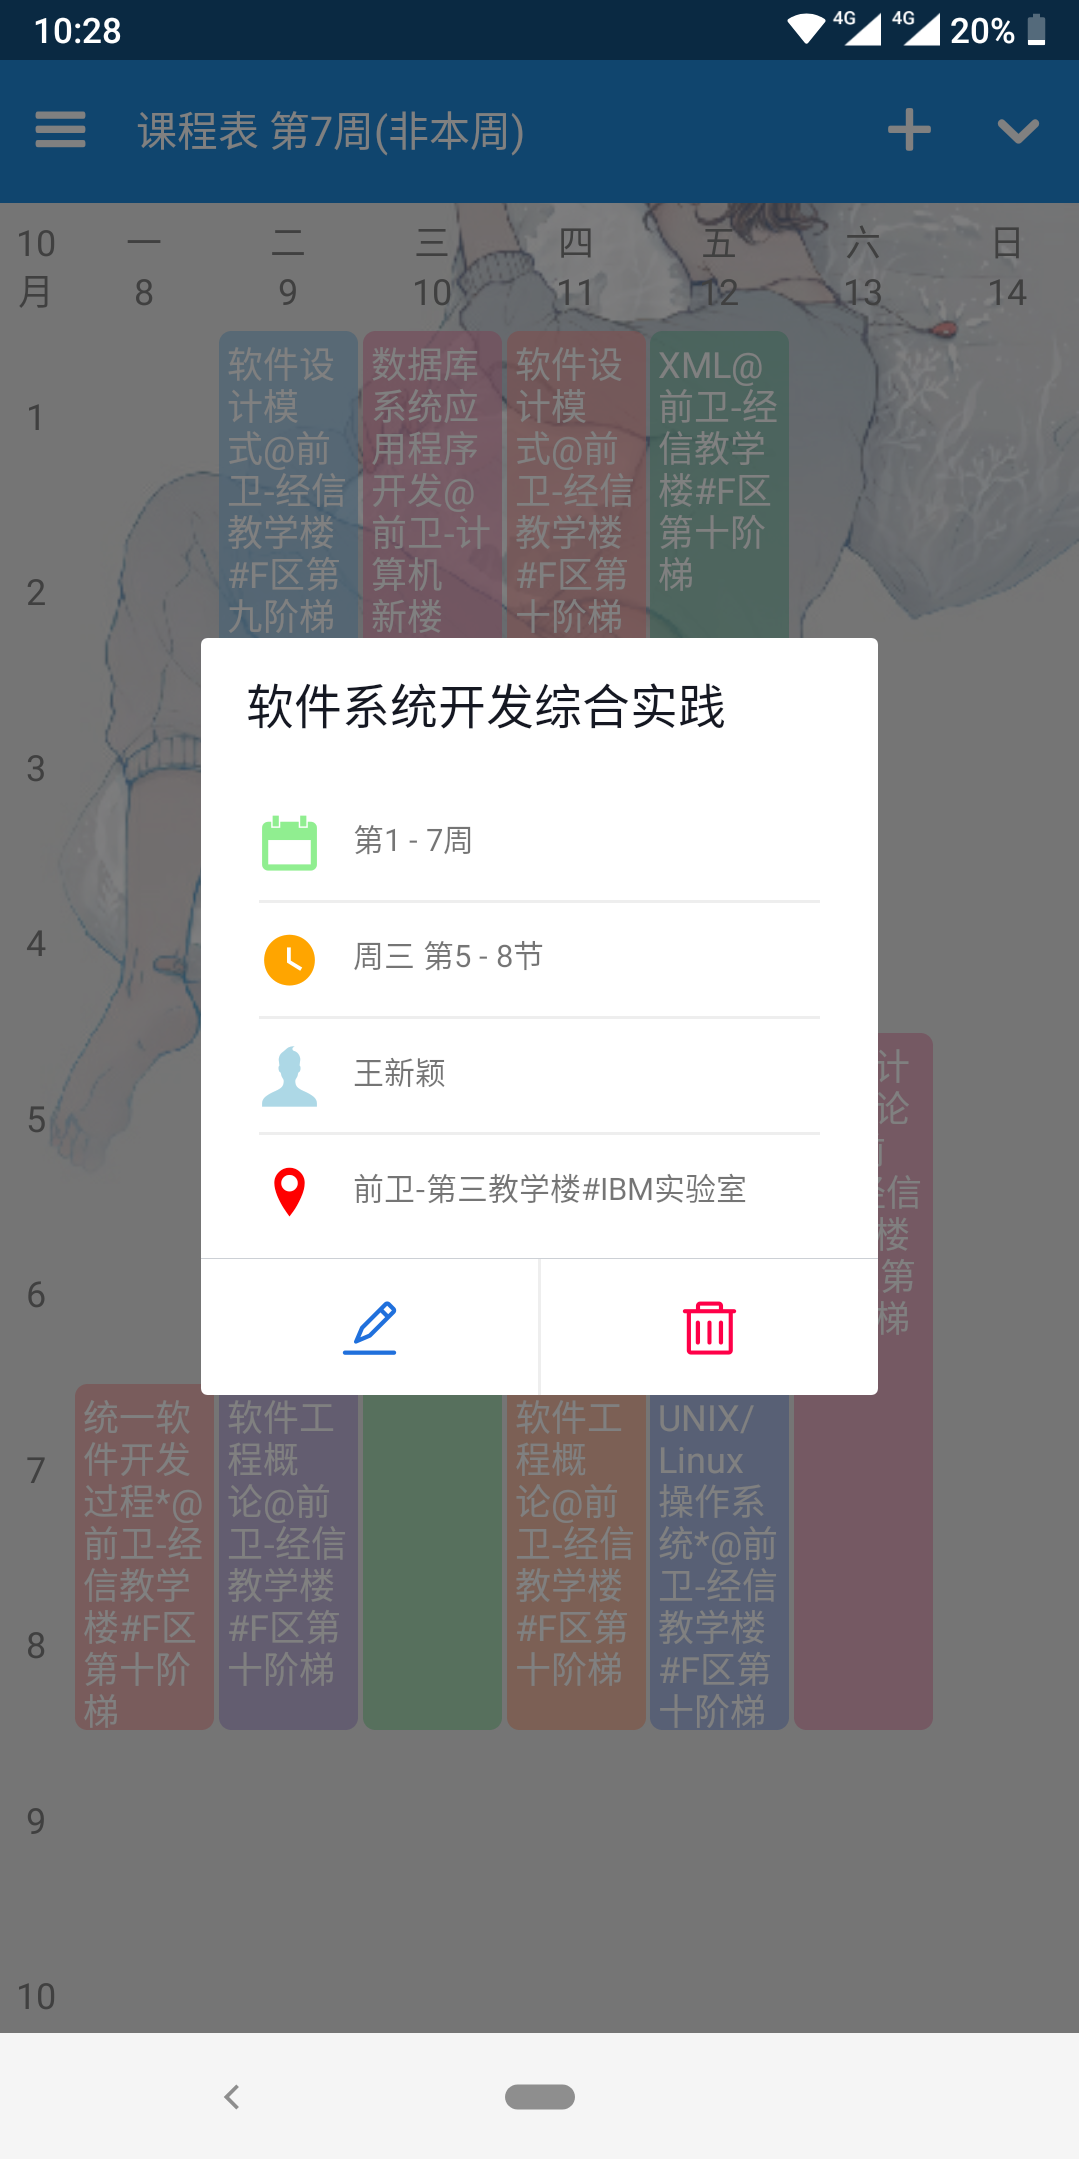 10:28
4G 4G 20%
课程表 第7周(非本周)
10 一 二 三 四 五 六 日
月 8 9 10 11 12 13 14
1
2
3
4
5
6
7
8
9
10
软件设
计模
式@前
卫-经信
教学楼
#F区第
九阶梯
数据库
系统应
用程序
开发@
前卫-计
算机
新楼
软件设
计模
式@前
卫-经信
教学楼
#F区第
十阶梯
XML@
前卫-经
信教学
楼#F区
第十阶
梯
软件系统开发综合实践
第1 - 7周
周三 第5 - 8节
王新颖
前卫-第三教学楼#IBM实验室
计
论
信
楼
第
梯
统一软
件开发
过程*@
前卫-经
信教学
楼#F区
第十阶
梯
软件工
程概
论@前
卫-经信
教学楼
#F区第
十阶梯
软件工
程概
论@前
卫-经信
教学楼
#F区第
十阶梯
UNIX/
Linux
操作系
统*@前
卫-经信
教学楼
#F区第
十阶梯